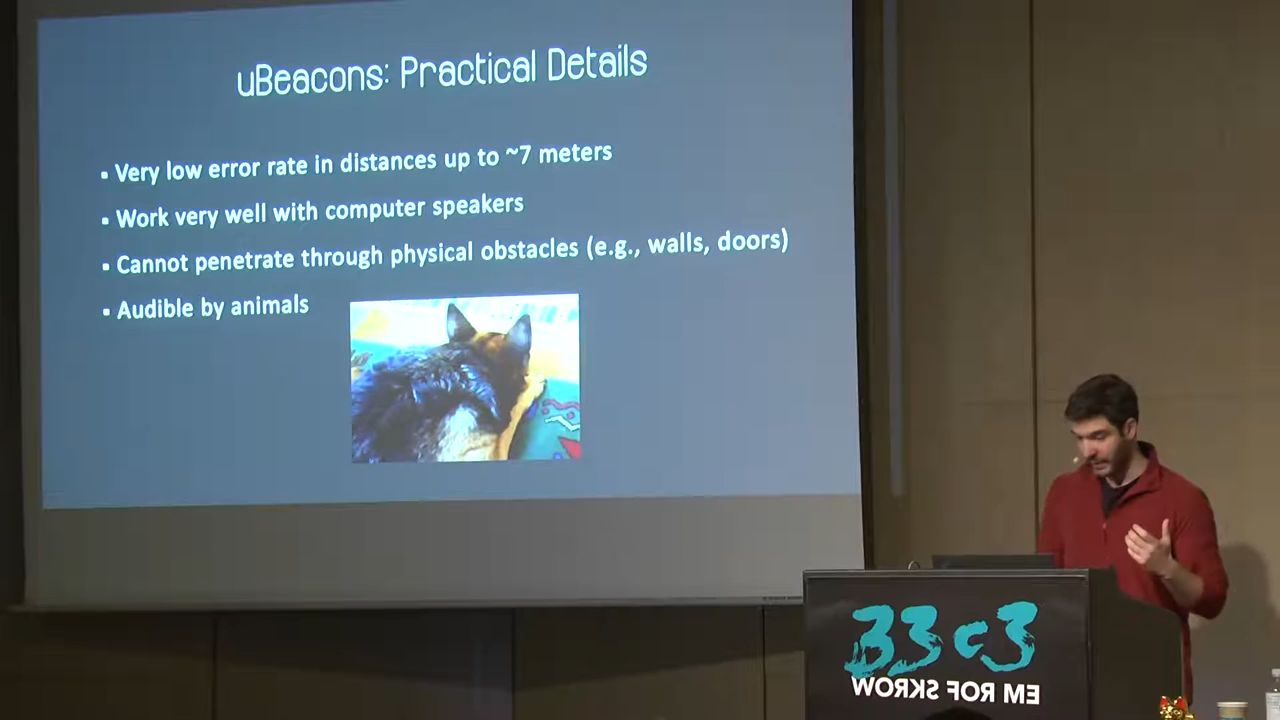 uBeacons: Practical Details
▪ Very low error rate in distances up to ~7 meters
▪ Work very well with computer speakers
▪ Cannot penetrate through physical obstacles (e.g., walls, doors)
▪ Audible by animals
33c3
WORKS FOR ME